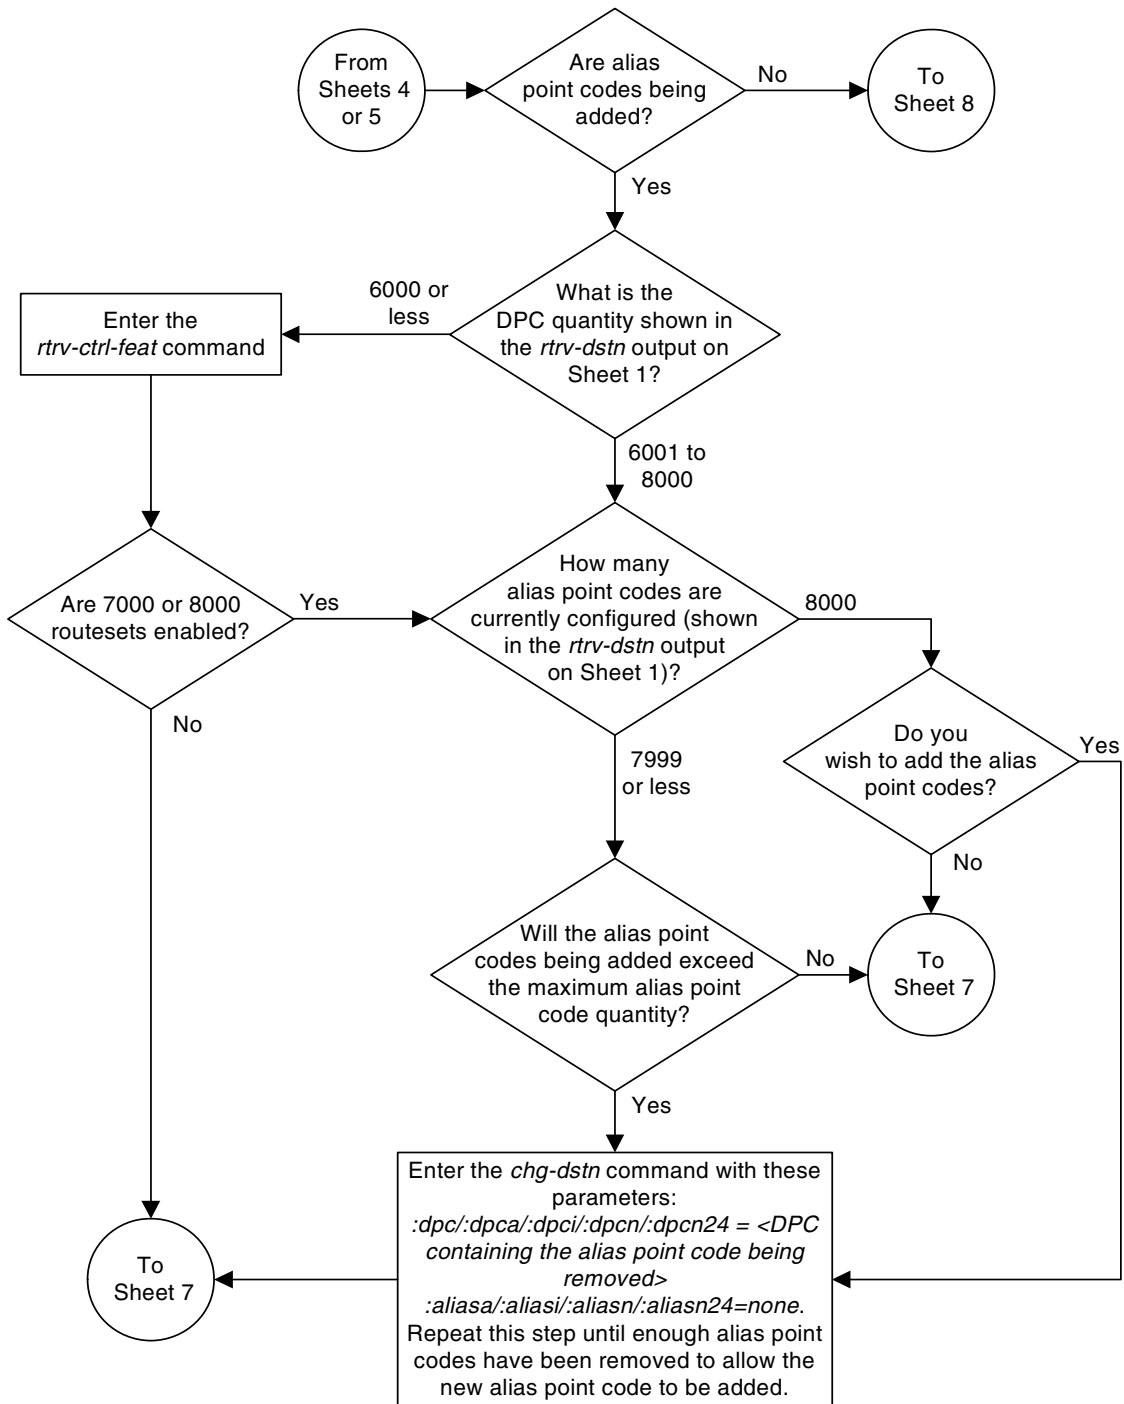 From
Sheets 4
or 5
Are alias
point codes being
added?
No
To
Sheet 8
Yes
What is the
DPC quantity shown in
the rtrv-dstn output on
Sheet 1?
6000 or
less
Enter the
rtrv-ctrl-feat command
6001 to
8000
Are 7000 or 8000
routesets enabled?
Yes
No
How many
alias point codes are
currently configured (shown
in the rtrv-dstn output
on Sheet 1)?
8000
7999
or less
Do you
wish to add the alias
point codes?
Yes
No
Will the alias point
codes being added exceed
the maximum alias point
code quantity?
No
To
Sheet 7
Yes
Enter the chg-dstn command with these
parameters:
:dpc/:dpca/:dpci/:dpcn/:dpcn24 = <DPC
containing the alias point code being
removed>
:aliasa/:aliasi/:aliasn/:aliasn24=none.
Repeat this step until enough alias point
codes have been removed to allow the
new alias point code to be added.
To
Sheet 7